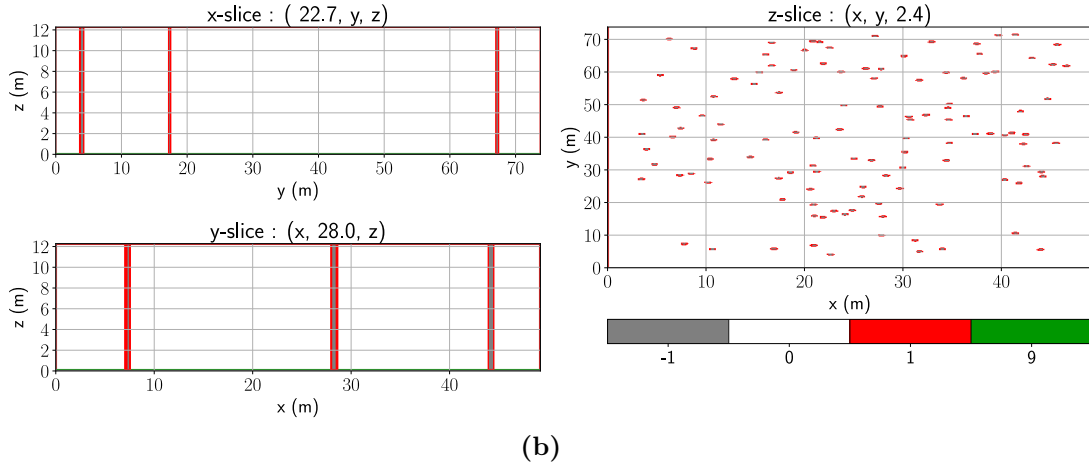 x-slice : ( 22.7, y, z)
12
10
8
6
4
2
0
z (m)
0 10 20 30 40 50 60 70
y (m)
y-slice : (x, 28.0, z)
12
10
8
6
4
2
0
z (m)
0 10 20 30 40
x (m)
z-slice : (x, y, 2.4)
70
60
50
40
30
20
10
0
y (m)
0 10 20 30 40
x (m)
-1 0 1 9
(b)